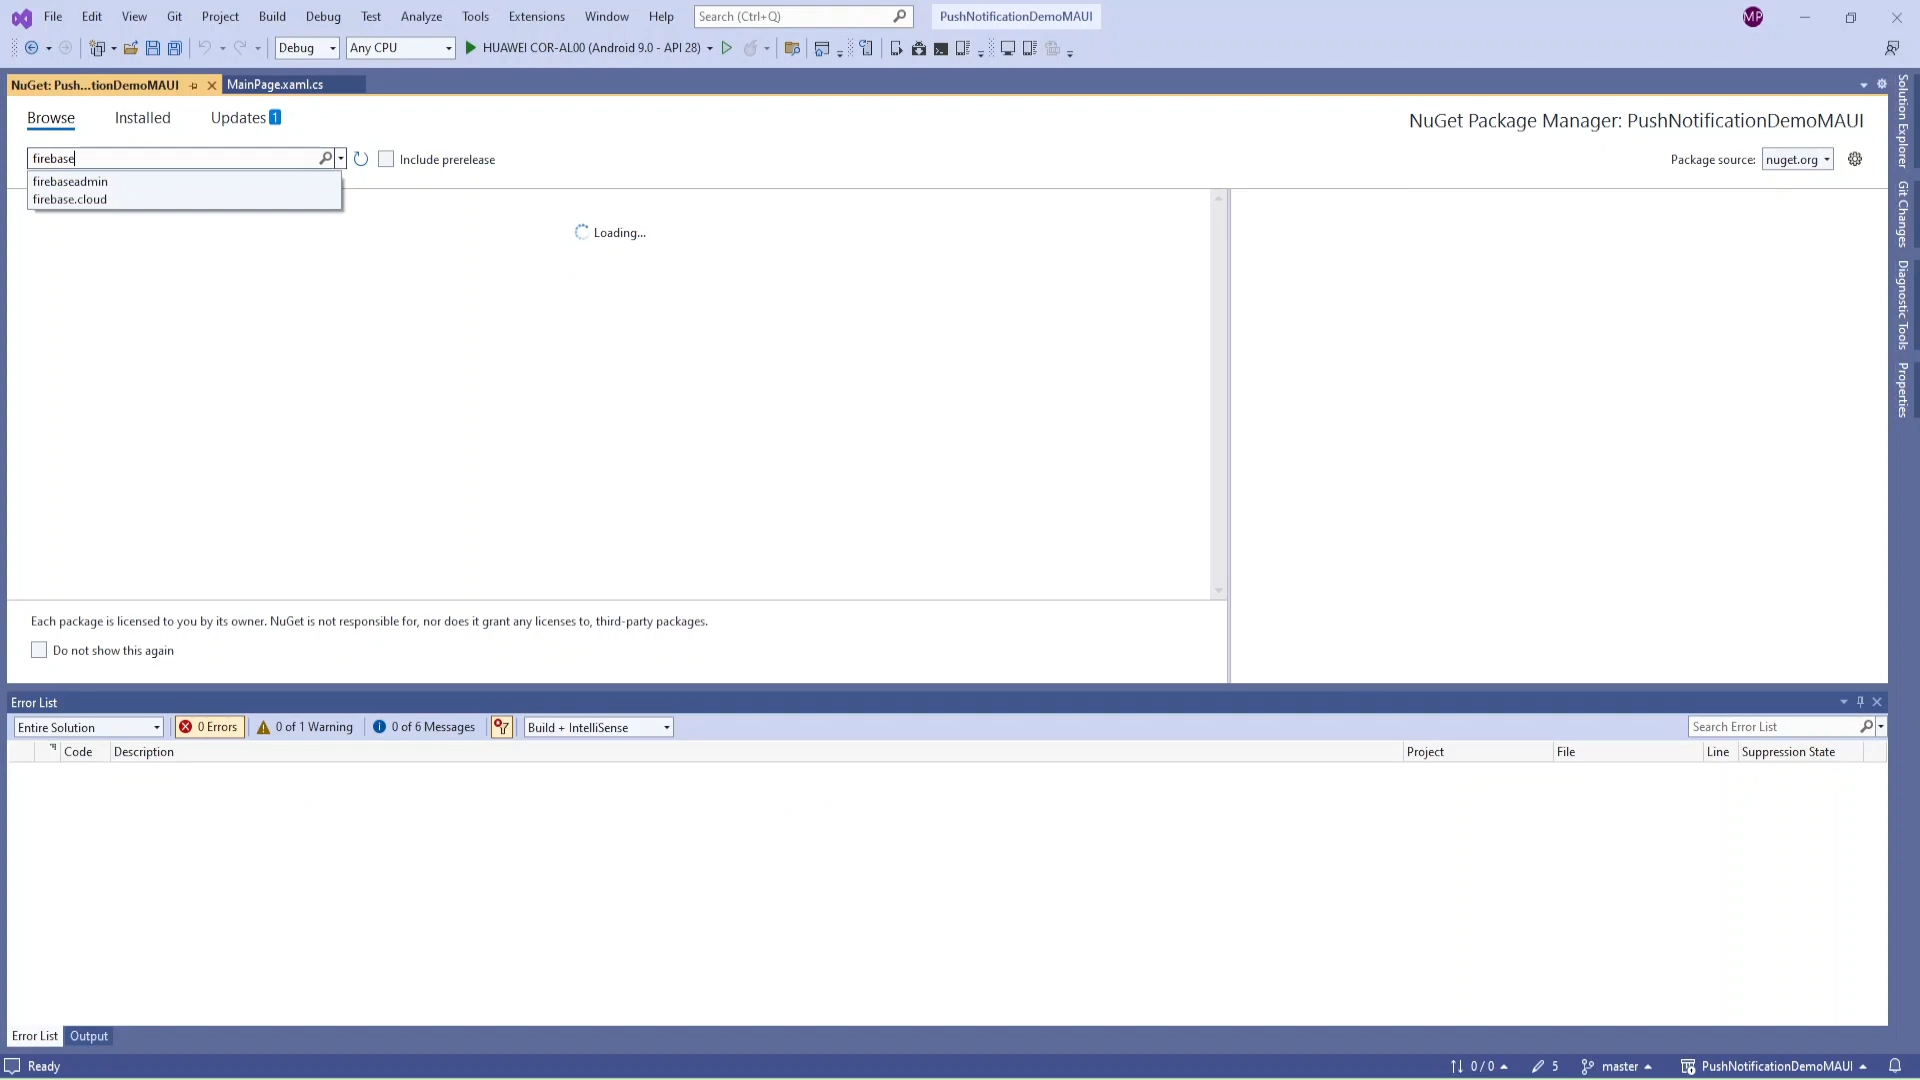 File Edit View Git Project Build Debug Test Analyze Tools Extensions Window Help Search (Ctrl+Q) PushNotificationDemoMAUI MP
Debug Any CPU HUAWEI COR-AL00 (Android 9.0 - API 28)
NuGet: Push...tionDemoMAUI MainPage.xaml.cs
Browse Installed Updates 1
NuGet Package Manager: PushNotificationDemoMAUI
firebase Include prerelease Package source: nuget.org
firebaseadmin
firebase.cloud
Loading...
Each package is licensed to you by its owner. NuGet is not responsible for, nor does it grant any licenses to, third-party packages.
Do not show this again
Solution Explorer
Git Changes
Diagnostic Tools
Properties
Error List
Entire Solution 0 Errors 0 of 1 Warning 0 of 6 Messages Build + IntelliSense Search Error List
Code Description Project File Line Suppression State
Error List Output
Ready 0 / 0 5 master PushNotificationDemoMAUI